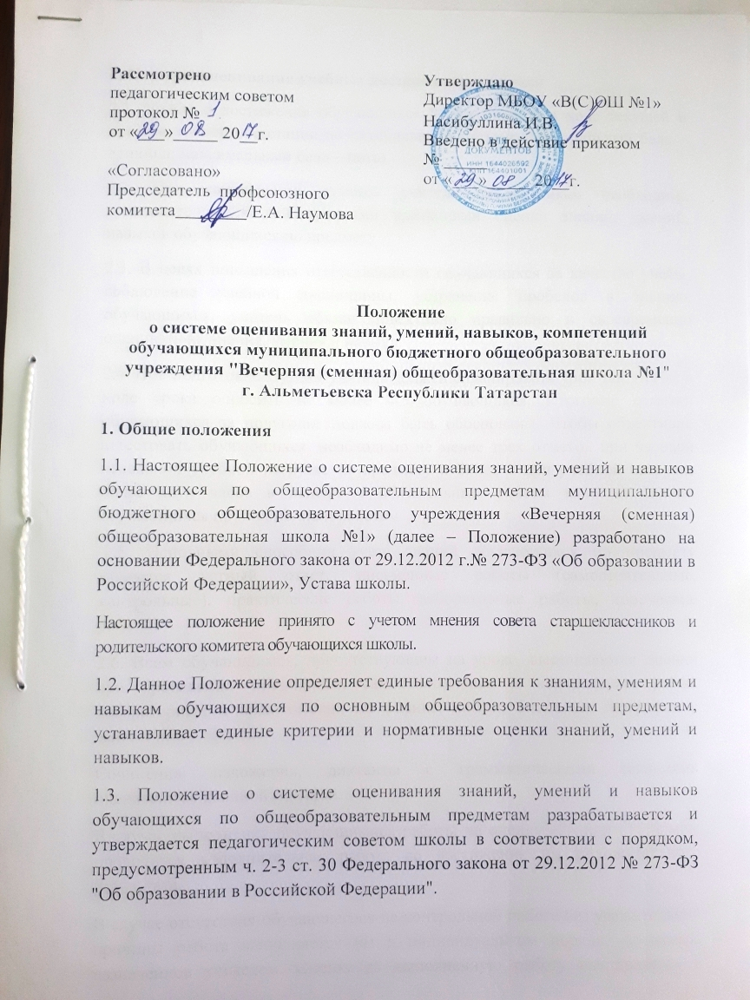 Рассмотрено
педагогическим советом
протокол № 1
от «29» 08 2017г.
«Согласовано»
Председатель профсоюзного
комитета________/Е.А. Наумова
Утверждаю
Директор МБОУ «В(С)ОШ №1»
Насибуллина И.В.
Введено в действие приказом
№
от «29» 08 2017г.
ДЛЯ
ДОКУМЕНТОВ
ИНН 1644026592
Положение
о системе оценивания знаний, умений, навыков, компетенций
обучающихся муниципального бюджетного общеобразовательного
учреждения "Вечерняя (сменная) общеобразовательная школа №1"
г. Альметьевска Республики Татарстан
1. Общие положения
1.1. Настоящее Положение о системе оценивания знаний, умений и навыков
обучающихся по общеобразовательным предметам муниципального
бюджетного общеобразовательного учреждения «Вечерняя (сменная)
общеобразовательная школа №1» (далее – Положение) разработано на
основании Федерального закона от 29.12.2012 г.№ 273-ФЗ «Об образовании в
Российской Федерации», Устава школы.
Настоящее положение принято с учетом мнения совета старшеклассников и
родительского комитета обучающихся школы.
1.2. Данное Положение определяет единые требования к знаниям, умениям и
навыкам обучающихся по основным общеобразовательным предметам,
устанавливает единые критерии и нормативные оценки знаний, умений и
навыков.
1.3. Положение о системе оценивания знаний, умений и навыков
обучающихся по общеобразовательным предметам разрабатывается и
утверждается педагогическим советом школы в соответствии с порядком,
предусмотренным ч. 2-3 ст. 30 Федерального закона от 29.12.2012 № 273-ФЗ
"Об образовании в Российской Федерации".